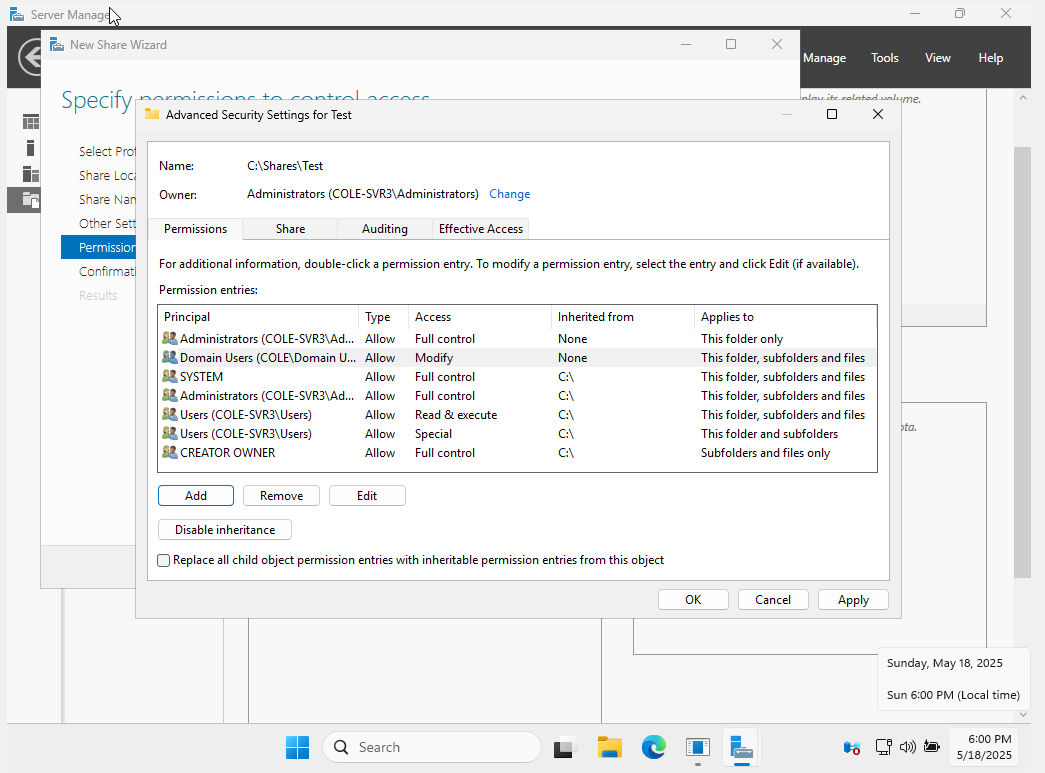 Server Manage
New Share Wizard
Manage Tools View Help
Specify permissions to control access
play its related volume.
Advanced Security Settings for Test
Select Prof
Share Loca
Share Nam
Other Sett
Permission
Confirmati
Results
Name: C:\Shares\Test
Owner: Administrators (COLE-SVR3\Administrators) Change
Permissions Share Auditing Effective Access
For additional information, double-click a permission entry. To modify a permission entry, select the entry and click Edit (if available).
Permission entries:
Principal Type Access Inherited from Applies to
Administrators (COLE-SVR3\Ad... Allow Full control None This folder only
Domain Users (COLE\Domain U... Allow Modify None This folder, subfolders and files
SYSTEM Allow Full control C:\ This folder, subfolders and files
Administrators (COLE-SVR3\Ad... Allow Full control C:\ This folder, subfolders and files
Users (COLE-SVR3\Users) Allow Read & execute C:\ This folder, subfolders and files
Users (COLE-SVR3\Users) Allow Special C:\ This folder and subfolders
CREATOR OWNER Allow Full control C:\ Subfolders and files only
Add Remove Edit
Disable inheritance
Replace all child object permission entries with inheritable permission entries from this object
OK Cancel Apply
Sunday, May 18, 2025
Sun 6:00 PM (Local time)
Search
6:00 PM
5/18/2025